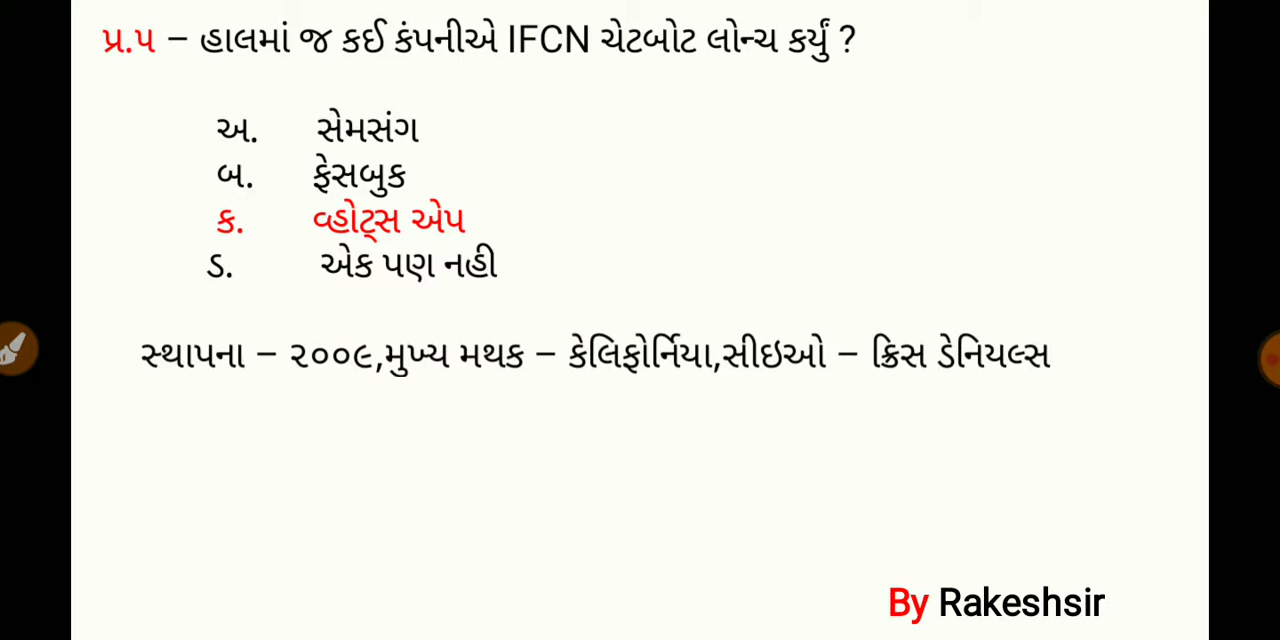 પ્ર.૫ – હાલમાં જ કઈ કંપનીએ IFCN ચેટબોટ લોન્ચ કર્યું ?
અ. સેમસંગ
બ. ફેસબુક
ક. વ્હોટ્સ એપ
ડ. એક પણ નહી
સ્થાપના – ૨૦૦૯,મુખ્ય મથક – કેલિફોર્નિયા,સીઇઓ – ક્રિસ ડેનિયલ્સ
By Rakeshsir